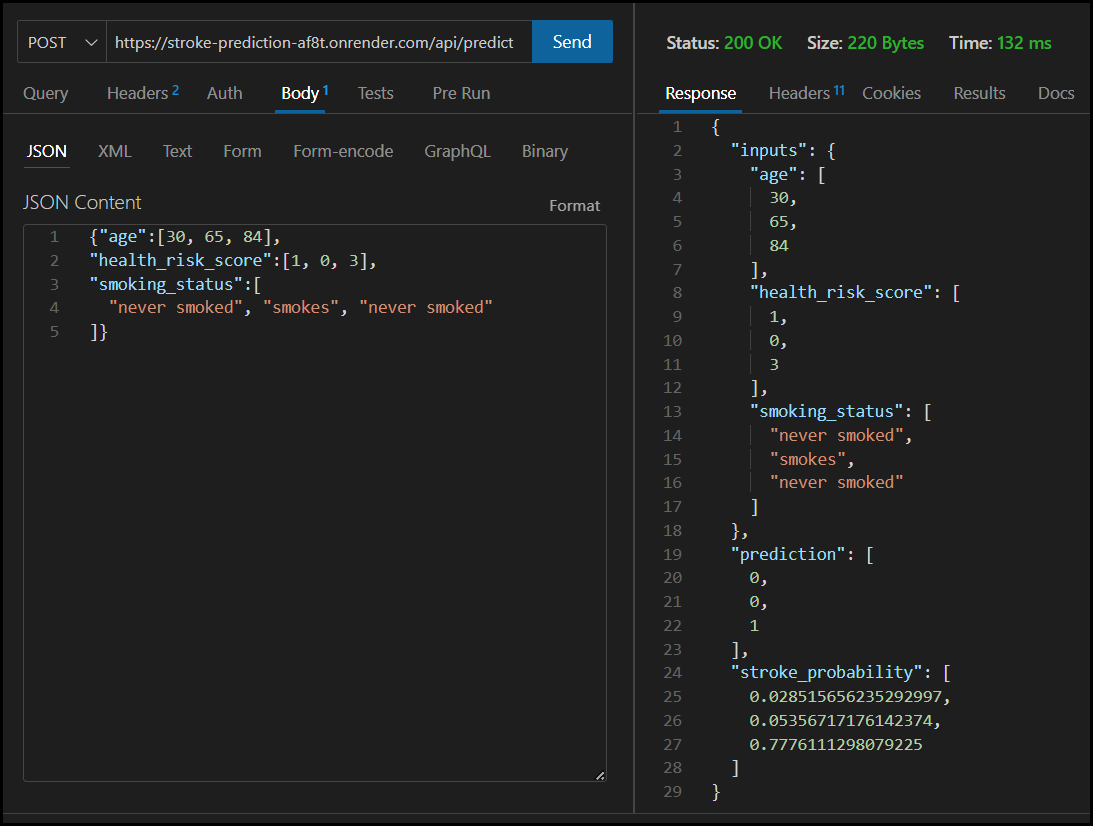 POST https://stroke-prediction-af8t.onrender.com/api/predict Send
Query Headers 2 Auth Body 1 Tests Pre Run
JSON XML Text Form Form-encode GraphQL Binary
JSON Content Format
1 {"age":[30, 65, 84],
2 "health_risk_score":[1, 0, 3],
3 "smoking_status":[
4 "never smoked", "smokes", "never smoked"
5 ]}
Status: 200 OK Size: 220 Bytes Time: 132 ms
Response Headers 11 Cookies Results Docs
1 {
2 "inputs": {
3 "age": [
4 30,
5 65,
6 84
7 ],
8 "health_risk_score": [
9 1,
10 0,
11 3
12 ],
13 "smoking_status": [
14 "never smoked",
15 "smokes",
16 "never smoked"
17 ]
18 },
19 "prediction": [
20 0,
21 0,
22 1
23 ],
24 "stroke_probability": [
25 0.028515656235292997,
26 0.05356717176142374,
27 0.7776111298079225
28 ]
29 }